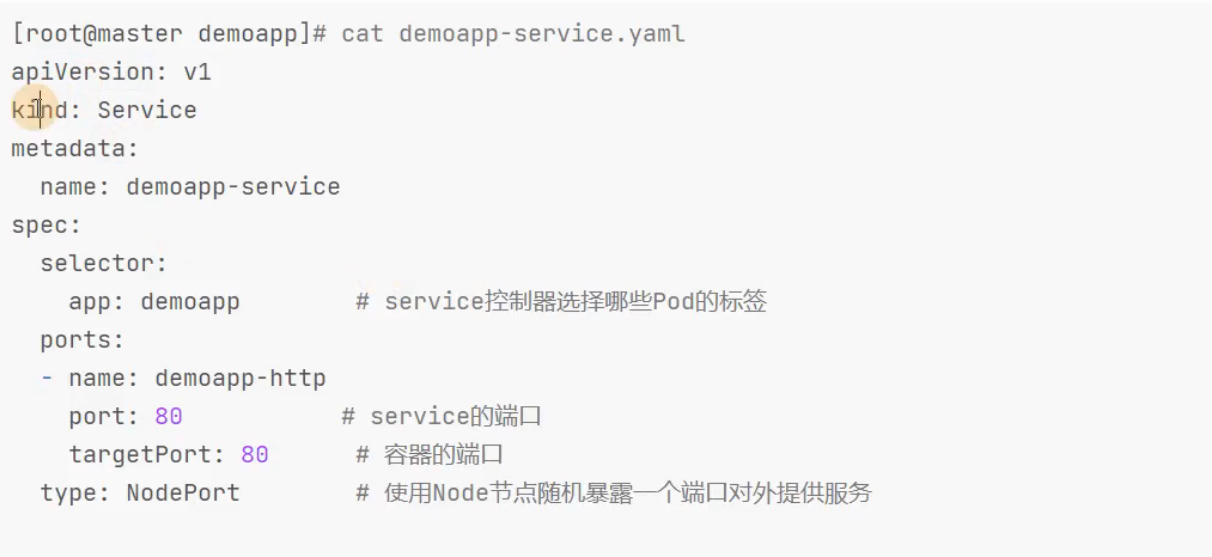 [root@master demoapp]# cat demoapp-service.yaml
apiVersion: v1
kind: Service
metadata:
  name: demoapp-service
spec:
  selector:
    app: demoapp        # service控制器选择哪些Pod的标签
  ports:
  - name: demoapp-http
    port: 80           # service的端口
    targetPort: 80      # 容器的端口
  type: NodePort        # 使用Node节点随机暴露一个端口对外提供服务